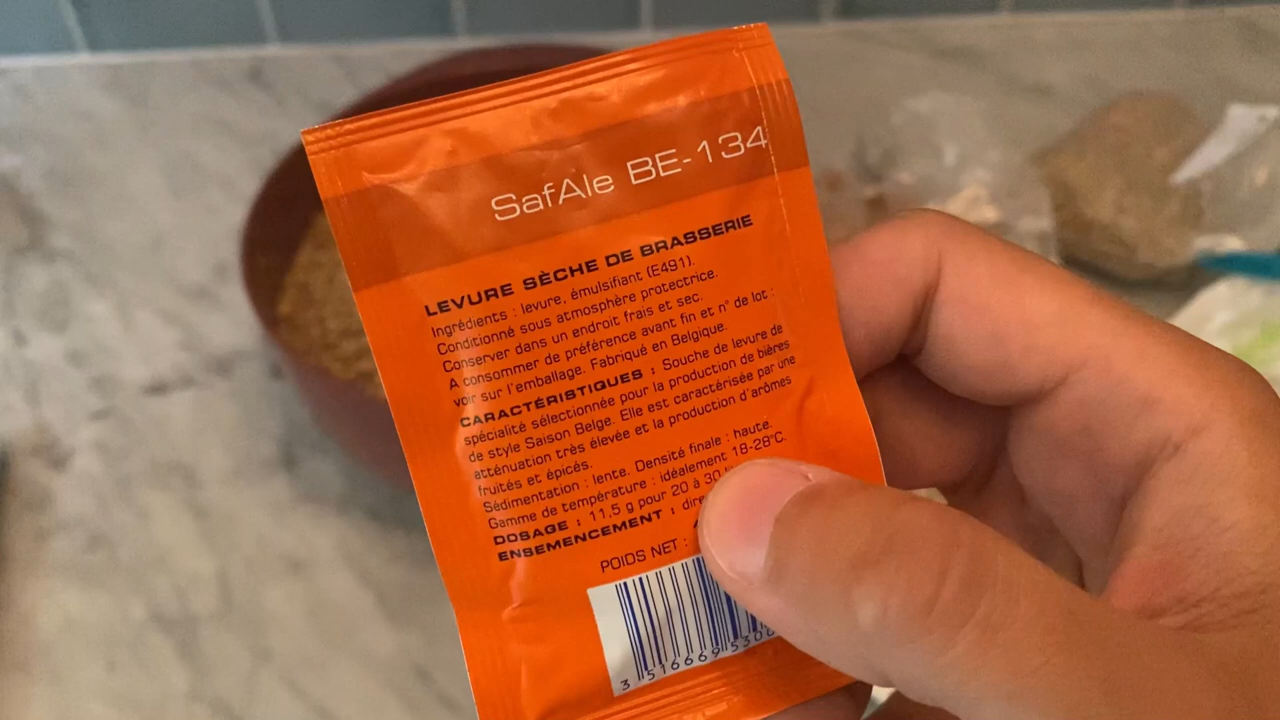 SafAle BE-134
LEVURE SÈCHE DE BRASSERIE
Ingrédients : levure, émulsifiant (E491).
Conditionné sous atmosphère protectrice.
Conserver dans un endroit frais et sec.
A consommer de préférence avant fin et n° de lot :
voir sur l'emballage. Fabriqué en Belgique.
CARACTÉRISTIQUES : Souche de levure de
spécialité sélectionnée pour la production de bières
de style Saison Belge. Elle est caractérisée par une
atténuation très élevée et la production d'arômes
fruités et épicés.
Sédimentation : lente. Densité finale : haute.
Gamme de température : idéalement 18-28°C.
DOSAGE : 11,5 g pour 20 à 30
ENSEMENCEMENT :
POIDS NET :
3 516669 530